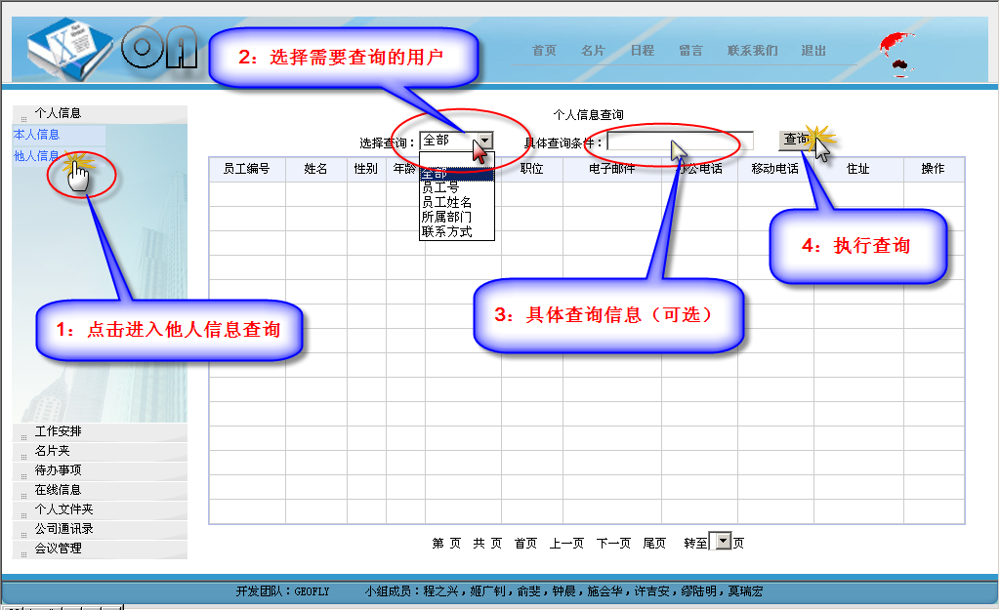 OA
2：选择需要查询的用户
首页 名片 日程 留言 联系我们 退出
个人信息
本人信息
他人信息
个人信息查询
选择查询： 全部 具体查询条件： 查询
员工编号 姓名 性别 年龄 职位 电子邮件 办公电话 移动电话 住址 操作
全部
员工号
员工姓名
所属部门
联系方式
4：执行查询
3：具体查询信息（可选）
1：点击进入他人信息查询
工作安排
名片夹
待办事项
在线信息
个人文件夹
公司通讯录
会议管理
第 页 共 页 首页 上一页 下一页 尾页 转至 页
开发团队：GEOFLY 小组成员：程之兴，姬广钊，俞斐，钟晨，施会华，许吉安，缪陆明，莫瑞宏